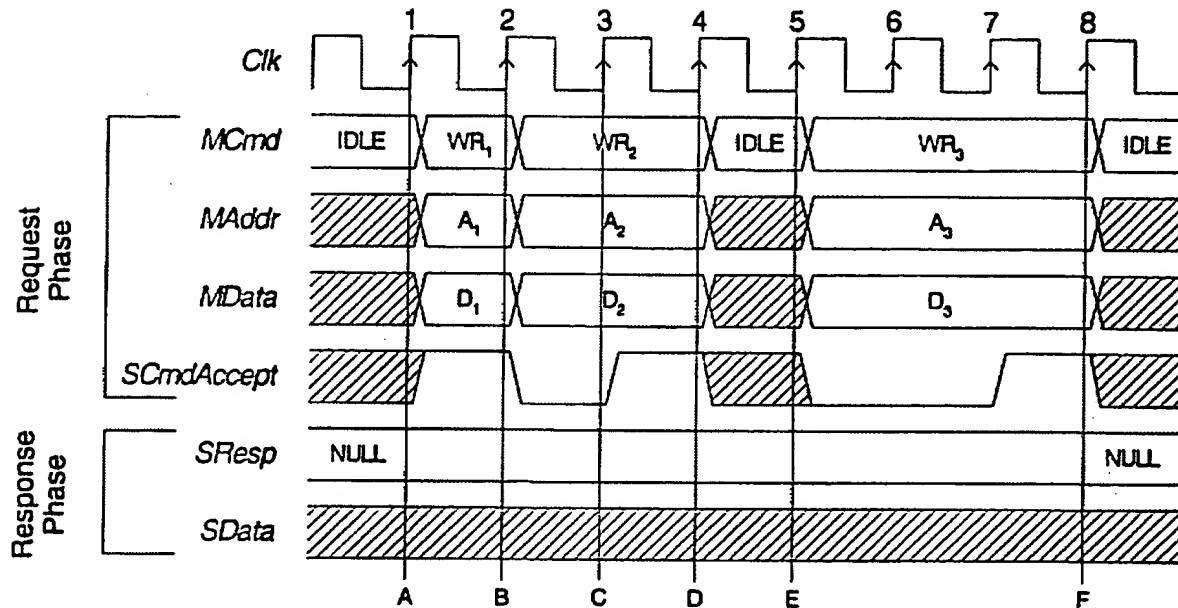 1 2 3 4 5 6 7 8
Clk
Request Phase
MCmd IDLE WR₁ WR₂ IDLE WR₃ IDLE
MAddr A₁ A₂ A₃
MData D₁ D₂ D₃
SCmdAccept
Response Phase
SResp NULL NULL
SData
A B C D E F